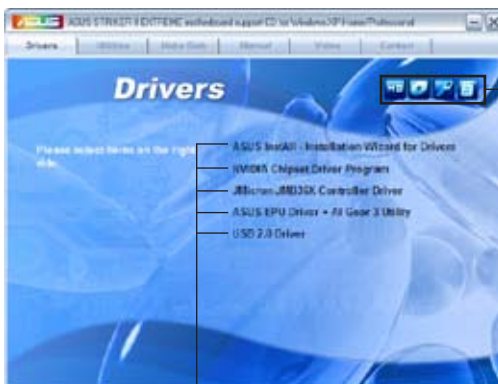 ASUS STRIKER II EXTREME motherboard support CD for Windows XP Home/Professional
Drivers Utilities Make Disk Manual Video Contact
Drivers
Please select items on the right side.
ASUS InstAll - Installation Wizard for Drivers
NVIDIA Chipset Driver Program
JMicron JMB36X Controller Driver
ASUS EPU Driver + AI Gear 3 Utility
USB 2.0 Driver